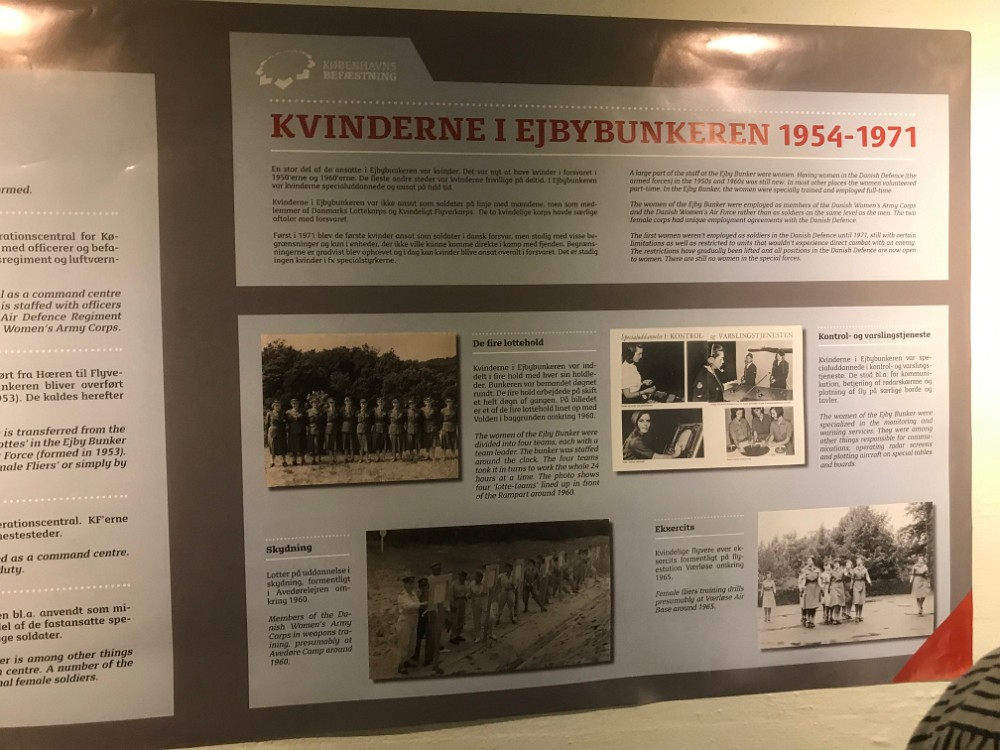 ormed.
rationscentral for Kø-
med officerer og befa-
sregiment og luftværn-
l as a command centre
is staffed with officers
Air Defence Regiment
Women's Army Corps.
ørt fra Hæren til Flyve-
nkeren bliver overført
953). De kaldes herefter
is transferred from the
ottes' in the Ejby Bunker
Force (formed in 1953).
male Fliers' or simply by
erationscentral. KF'erne
nestesteder.
d as a command centre.
duty.
en bl.a. anvendt som mi-
del af de fastansatte spe-
ige soldater.
er is among other things
n centre. A number of the
nal female soldiers.
KØBENHAVNS
BEFÆSTNING
KVINDERNE I EJBYBUNKEREN 1954-1971
En stor del af de ansatte i Ejbybunkeren var kvinder. Det var nyt at have kvinder i forsvaret i
1950'erne og 1960'erne. De fleste andre steder var kvinderne frivillige på deltid. I Ejbybunkeren
var kvinderne specialuddannede og ansat på fuld tid.
Kvinderne i Ejbybunkeren var ikke ansat som soldater på linje med mændene, men som med-
lemmer af Danmarks Lottekorps og Kvindeligt Flyvekorps. De to kvindelige korps havde særlige
aftaler med forsvaret.
Først i 1971 blev de første kvinder ansat som soldater i dansk forsvar, men stadig med visse be-
grænsninger og kun i enheder, der ikke ville kunne komme direkte i kamp med fjenden. Begræns-
ningerne er gradvist blev ophævet og i dag kan kvinder blive ansat overalt i forsvaret. Det er stadig
ingen kvinder i fx specialstyrkerne.
A large part of the staff at the Ejby Bunker were women. Having women in the Danish Defence (the
armed forces) in the 1950s and 1960s was still new. In most other places the women volunteered
part-time. In the Ejby Bunker, the women were specially trained and employed full-time.
The women of the Ejby Bunker were employed as members of the Danish Women's Army Corps
and the Danish Women's Air Force rather than as soldiers on the same level as the men. The two
female corps had unique employment agreements with the Danish Defence.
The first women weren't employed as soldiers in the Danish Defence until 1971, still with certain
limitations as well as restricted to units that wouldn't experience direct combat with an enemy.
The restrictions have gradually been lifted and all positions in the Danish Defence are now open
to women. There are still no women in the special forces.
De fire lottehold
Kvinderne i Ejbybunkeren var ind-
delt i fire hold med hver sin holdle-
der. Bunkeren var bemandet døgnet
rundt. De fire hold arbejdede på skift
et helt døgn af gangen. På billedet
er et af de fire lottehold linet op med
Volden i baggrunden omkring 1960.
The women of the Ejby Bunker were
divided into four teams, each with a
team leader. The bunker was staffed
around the clock. The four teams
took it in turns to work the whole 24
hours at a time. The photo shows
four 'lotte-teams' lined up in front
of the Rampart around 1960.
Specialuddannelse i KONTROL- og VARSLINGSTJENESTEN
Kontrol- og varslingstjeneste
Kvinderne i Ejbybunkeren var spe-
cialuddannede i kontrol- og varslings-
tjeneste. De stod bl.a. for kommuni-
kation, betjening af radarskærme og
plotning af fly på særlige borde og
tavler.
The women of the Ejby Bunker were
specialized in the monitoring and
warning services. They were among
other things responsible for commu-
nications, operating radar screens
and plotting aircraft on special tables
and boards.
Skydning
Lotter på uddannelse i
skydning, formentligt
i Avedørelejren om-
kring 1960.
Members of the Da-
nish Women's Army
Corps in weapons tra-
ining, presumably at
Avedøre Camp around
1960.
Ekxercits
Kvindelige flyvere øver ek-
sercits formentligt på fly-
estation Værløse omkring
1965.
Female fliers training drills
presumably at Værløse Air
Base around 1965.